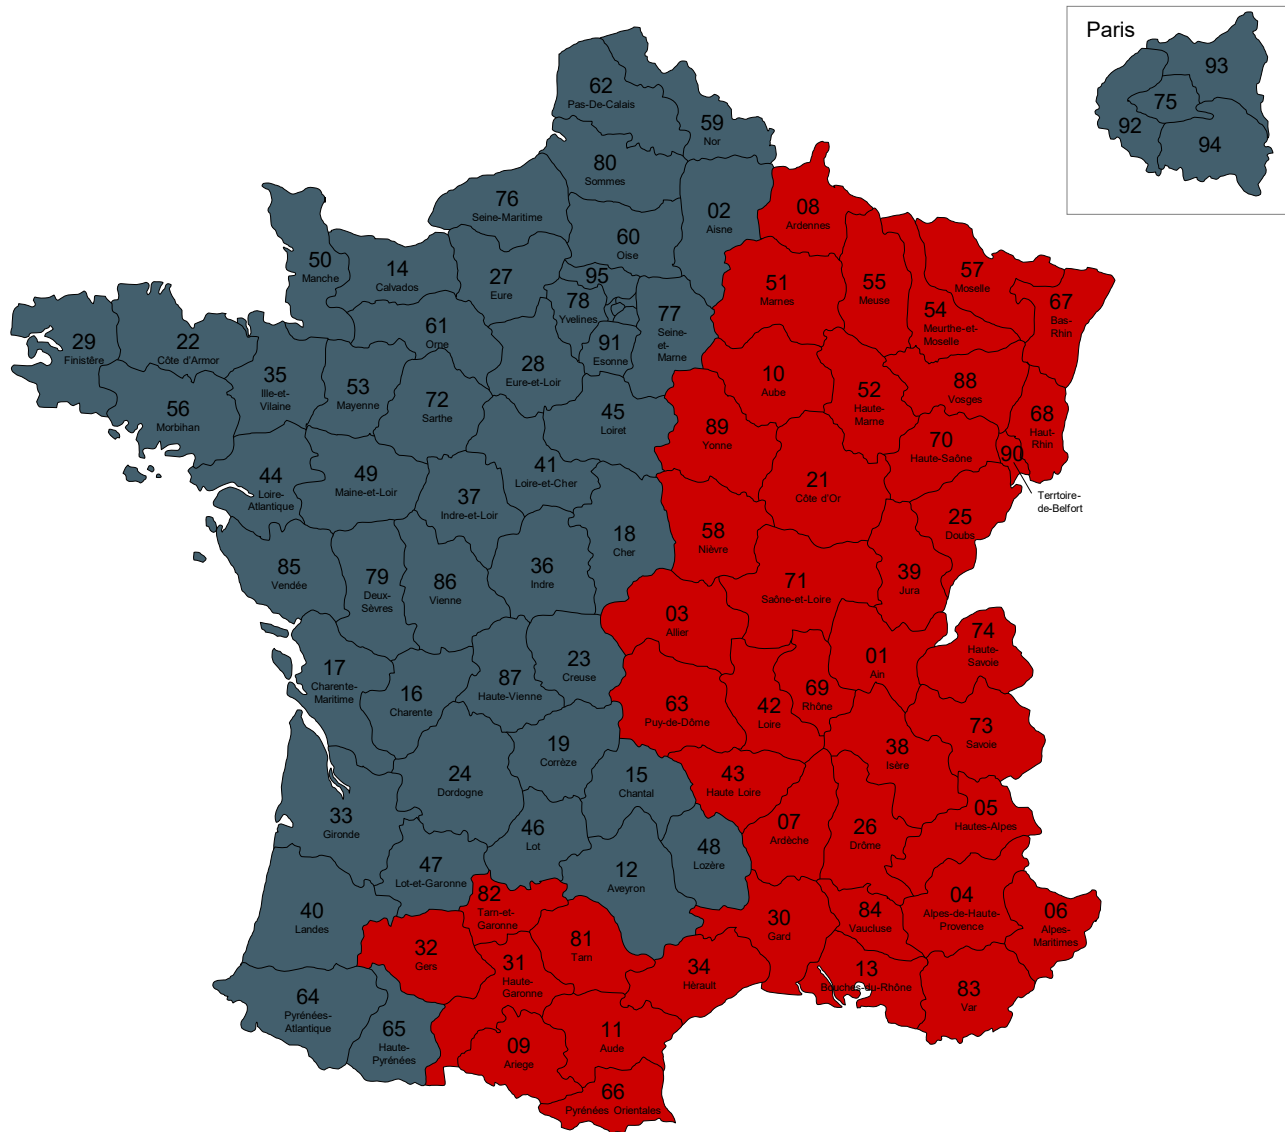 Paris
93
75
92
94
62
Pas-De-Calais
59
Nor
80
Sommes
76
Seine-Maritime
02
Aisne
08
Ardennes
60
Oise
50
Manche
14
Calvados
27
Eure
95
78
Yvelines
77
Seine-
et-
Marne
91
Esonne
51
Marnes
55
Meuse
57
Moselle
54
Meurthe-et-
Moselle
67
Bas-
Rhin
29
Finistêre
22
Côte d'Armor
61
Orne
28
Eure-et-Loir
35
Ille-et-
Vilaine
53
Mayenne
72
Sarthe
10
Aube
52
Haute-
Marne
88
Vosges
68
Haut-
Rhin
56
Morbihan
45
Loiret
89
Yonne
70
Haute-Saône
90
Terrtoire-
de-Belfort
44
Loire-
Atlantique
49
Maine-et-Loir
41
Loire-et-Cher
37
Indre-et-Loir
21
Côte d'Or
25
Doubs
18
Cher
58
Nièvre
85
Vendée
79
Deux-
Sèvres
86
Vienne
36
Indre
71
Saône-et-Loire
39
Jura
03
Allier
74
Haute-
Savoie
17
Charente-
Maritime
16
Charente
87
Haute-Vienne
23
Creuse
01
Ain
63
Puy-de-Dôme
42
Loire
69
Rhône
73
Savoie
38
Isère
19
Corrèze
24
Dordogne
15
Chantal
43
Haute Loire
33
Gironde
46
Lot
07
Ardèche
26
Drôme
05
Hautes-Alpes
47
Lot-et-Garonne
12
Aveyron
48
Lozère
40
Landes
82
Tarn-et-
Garonne
32
Gers
81
Tarn
30
Gard
84
Vaucluse
04
Alpes-de-Haute-
Provence
06
Alpes-
Maritimes
31
Haute-
Garonne
34
Hérault
13
Bouches-du-Rhône
83
Var
64
Pyrénées-
Atlantique
65
Haute-
Pyrénées
09
Ariege
11
Aude
66
Pyrénées Orientales